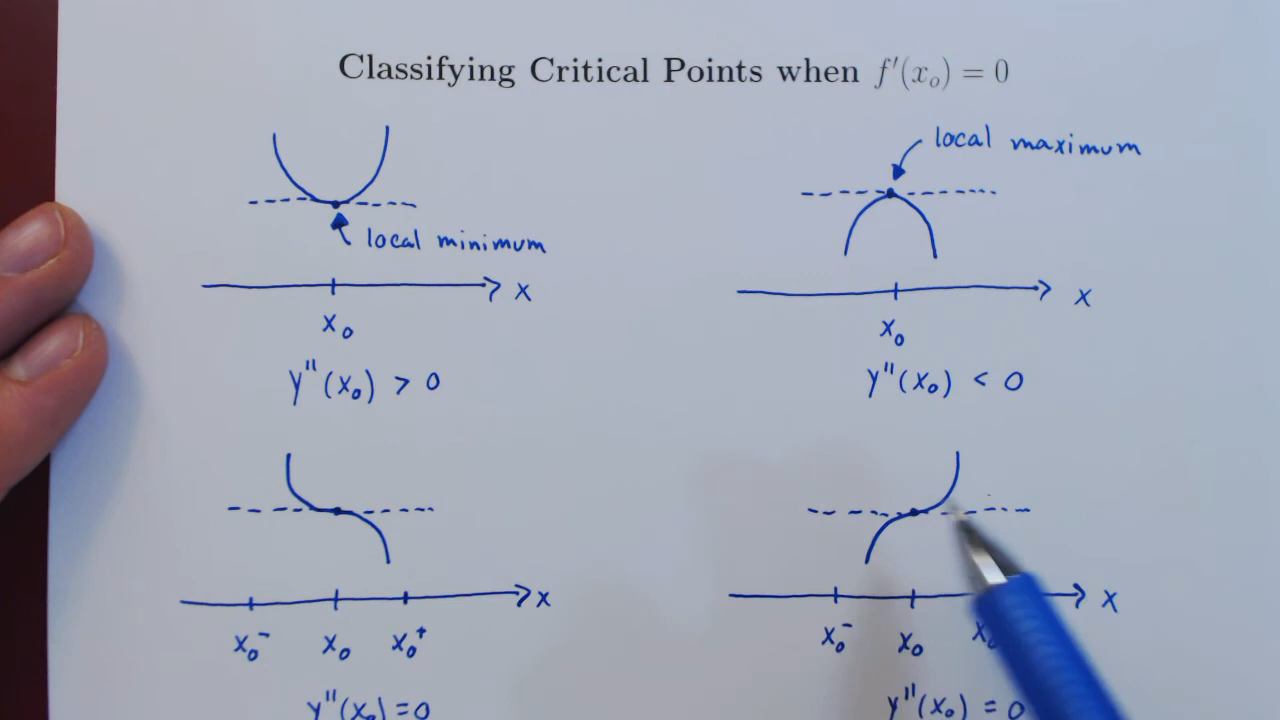 Classifying Critical Points when f'(x₀) = 0
local maximum
local minimum
x
x₀
y''(x₀) > 0
x
x₀
y''(x₀) < 0
x
x₀⁻ x₀ x₀⁺
y''(x₀) = 0
x
x₀⁻ x₀
y''(x₀) = 0